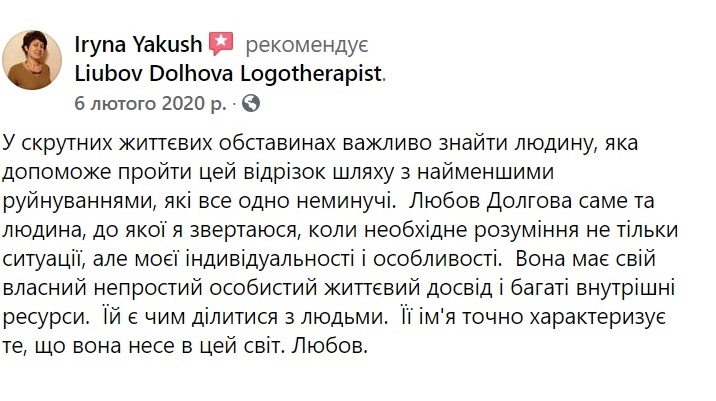 Iryna Yakush рекомендує
Liubov Dolhova Logotherapist.
6 лютого 2020 р. ·
У скрутних життєвих обставинах важливо знайти людину, яка
допоможе пройти цей відрізок шляху з найменшими
руйнуваннями, які все одно неминучі.  Любов Долгова саме та
людина, до якої я звертаюся, коли необхідне розуміння не тільки
ситуації, але моєї індивідуальності і особливості.  Вона має свій
власний непростий особистий життєвий досвід і багаті внутрішні
ресурси.  Їй є чим ділитися з людьми.  Її ім'я точно характеризує
те, що вона несе в цей світ. Любов.